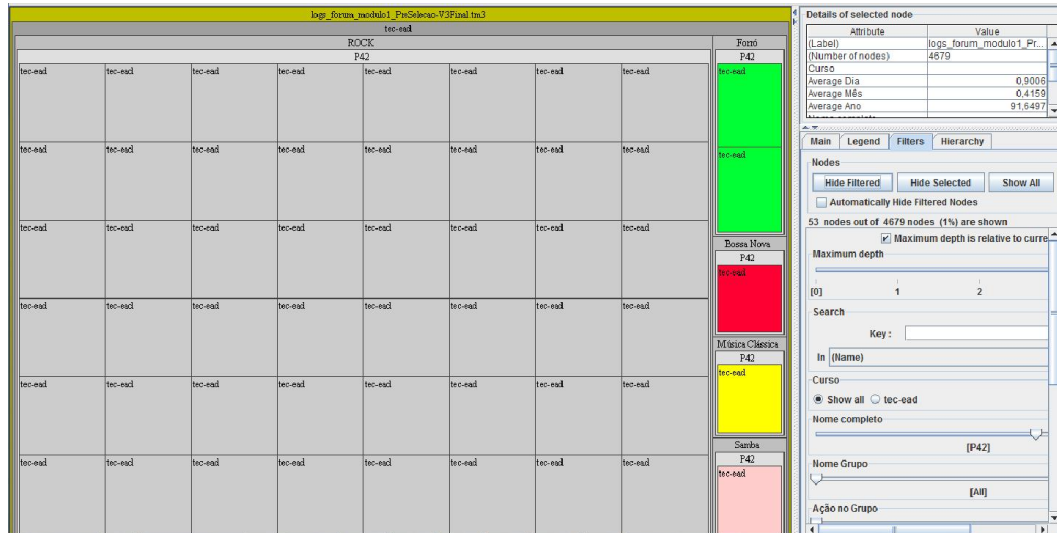 logs_forum_modulo1_PreSelecao-V3Final.tm3
tec-ead
ROCK
P42
tec-ead tec-ead tec-ead tec-ead tec-ead tec-ead tec-ead tec-ead
tec-ead tec-ead tec-ead tec-ead tec-ead tec-ead tec-ead tec-ead
tec-ead tec-ead tec-ead tec-ead tec-ead tec-ead tec-ead tec-ead
tec-ead tec-ead tec-ead tec-ead tec-ead tec-ead tec-ead tec-ead
tec-ead tec-ead tec-ead tec-ead tec-ead tec-ead tec-ead tec-ead
tec-ead tec-ead tec-ead tec-ead tec-ead tec-ead tec-ead tec-ead
Forró
P42
tec-ead
tec-ead
Bossa Nova
P42
tec-ead
Música Clássica
P42
tec-ead
Samba
P42
tec-ead
Details of selected node
Attribute Value
(Label) logs_forum_modulo1_Pr...
(Number of nodes) 4679
Curso
Average Dia 0,9006
Average Mês 0,4159
Average Ano 91,6497
Main Legend Filters Hierarchy
Nodes
Hide Filtered Hide Selected Show All
Automatically Hide Filtered Nodes
53 nodes out of 4679 nodes (1%) are shown
Maximum depth is relative to curre
Maximum depth
[0] 1 2
Search
Key :
In (Name)
Curso
Show all tec-ead
Nome completo
[P42]
Nome Grupo
[All]
Ação no Grupo